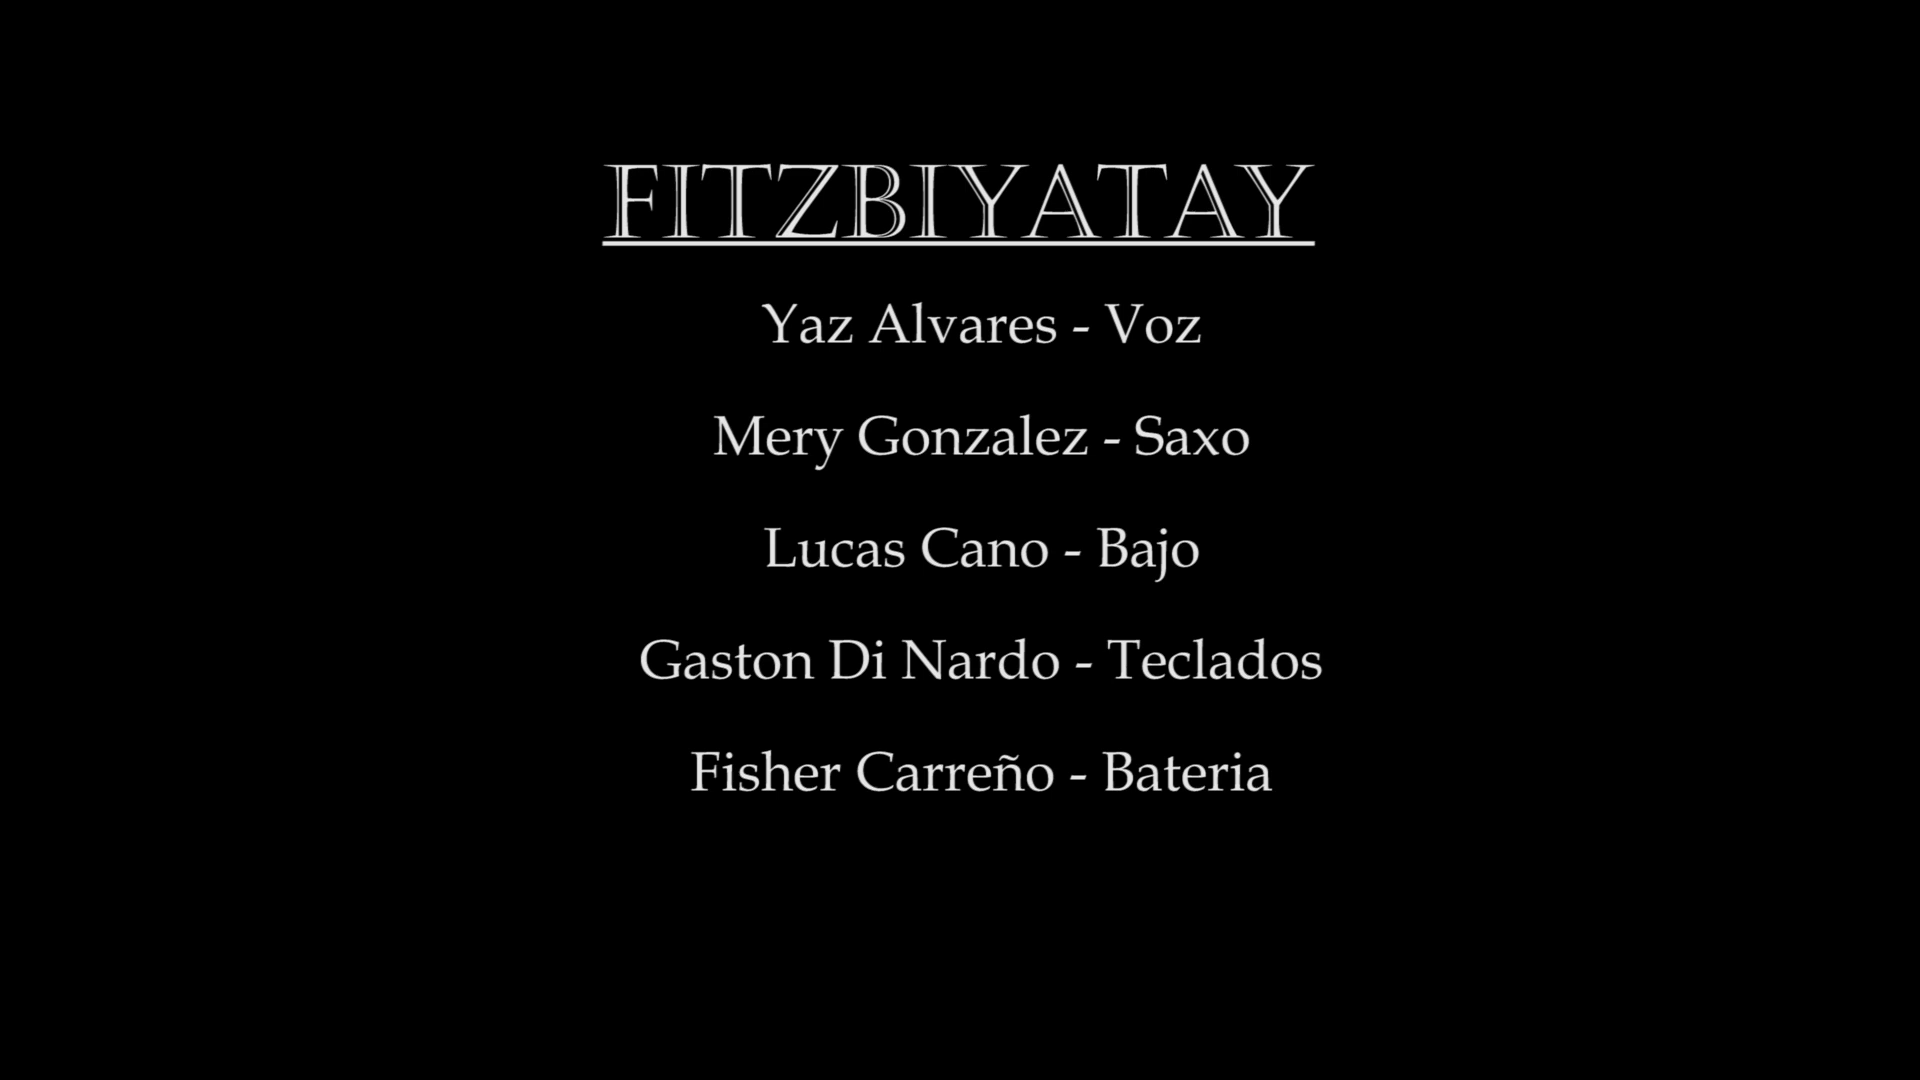 FITZBIYATAY
Yaz Alvares - Voz
Mery Gonzalez - Saxo
Lucas Cano - Bajo
Gaston Di Nardo - Teclados
Fisher Carreño - Bateria